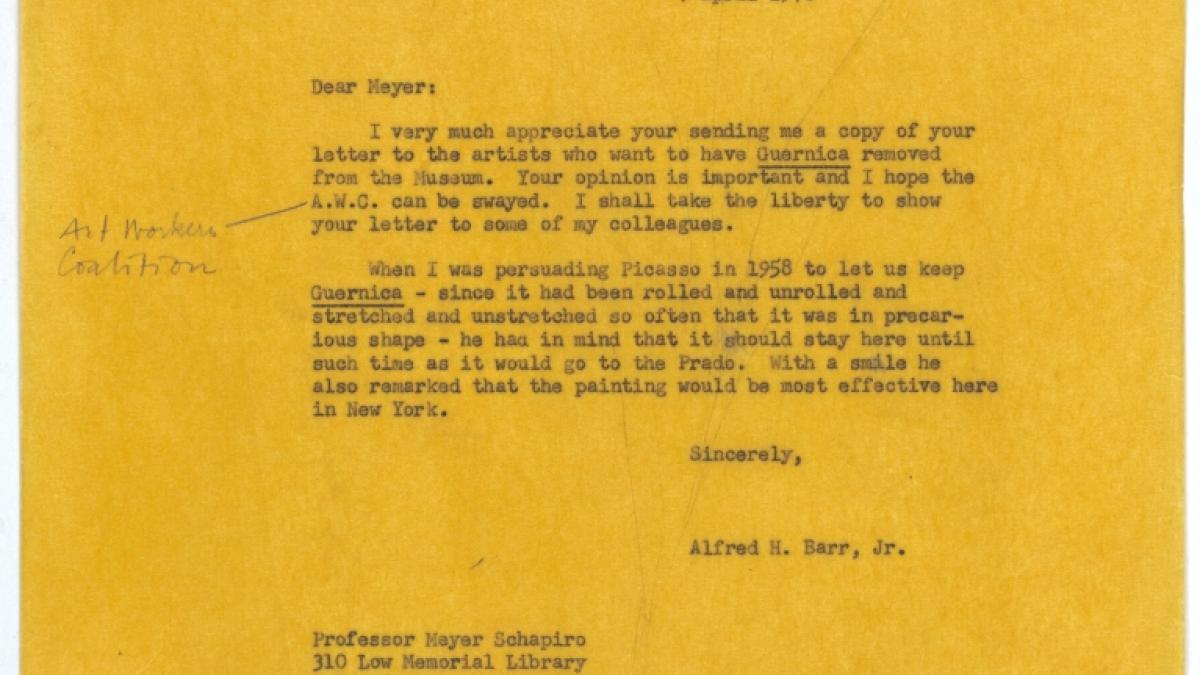 Dear Meyer:
I very much appreciate your sending me a copy of your
letter to the artists who want to have Guernica removed
from the Museum. Your opinion is important and I hope the
A.W.C. can be swayed. I shall take the liberty to show
your letter to some of my colleagues.
Art Workers
Coalition
When I was persuading Picasso in 1958 to let us keep
Guernica - since it had been rolled and unrolled and
stretched and unstretched so often that it was in precar-
ious shape - he had in mind that it should stay here until
such time as it would go to the Prado. With a smile he
also remarked that the painting would be most effective here
in New York.
Sincerely,
Alfred H. Barr, Jr.
Professor Meyer Schapiro
310 Low Memorial Library